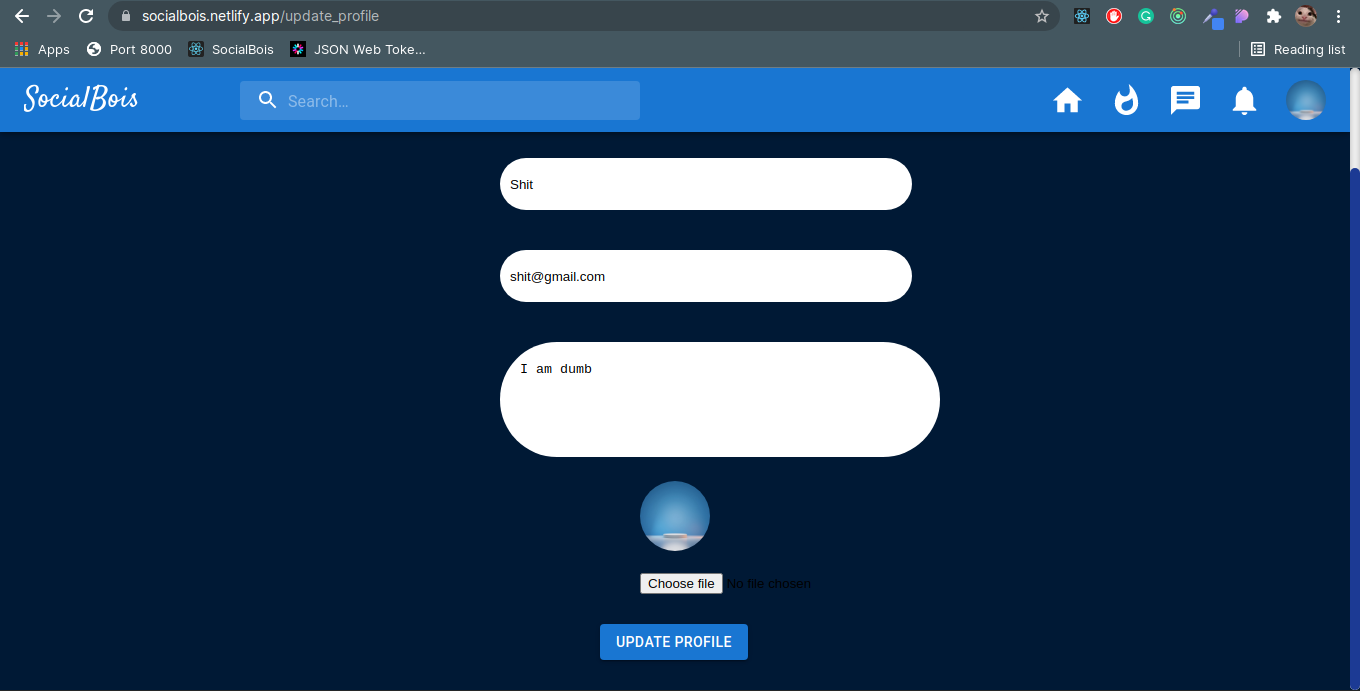 socialbois.netlify.app/update_profile
Apps Port 8000 SocialBois JSON Web Toke... Reading list
SocialBois Search...
Shit
shit@gmail.com
I am dumb
Choose file No file chosen
UPDATE PROFILE